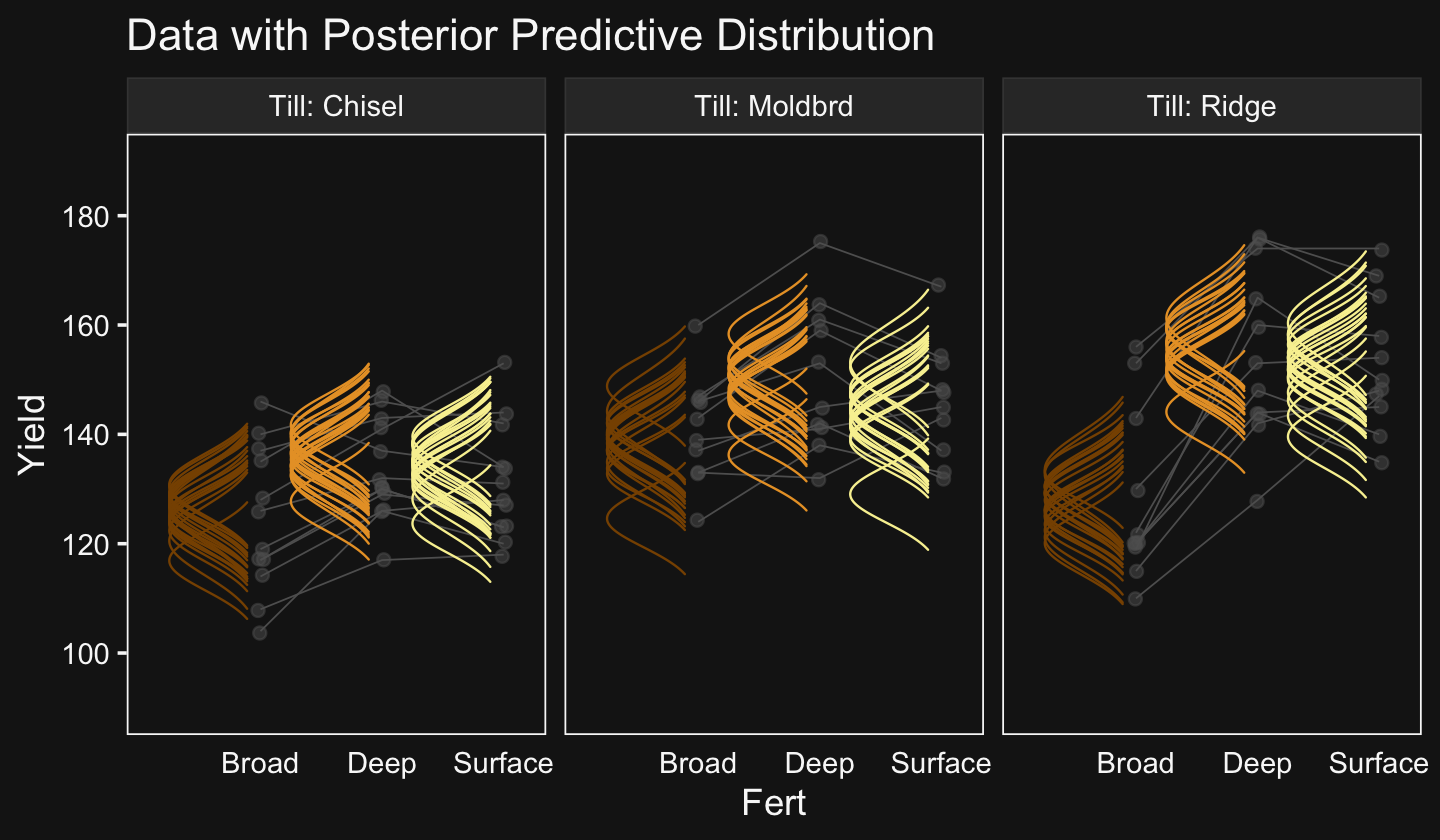 Data with Posterior Predictive Distribution
Till: Chisel
Till: Moldbrd
Till: Ridge
180
160
140
120
100
Yield
Broad Deep Surface
Broad Deep Surface
Broad Deep Surface
Fert